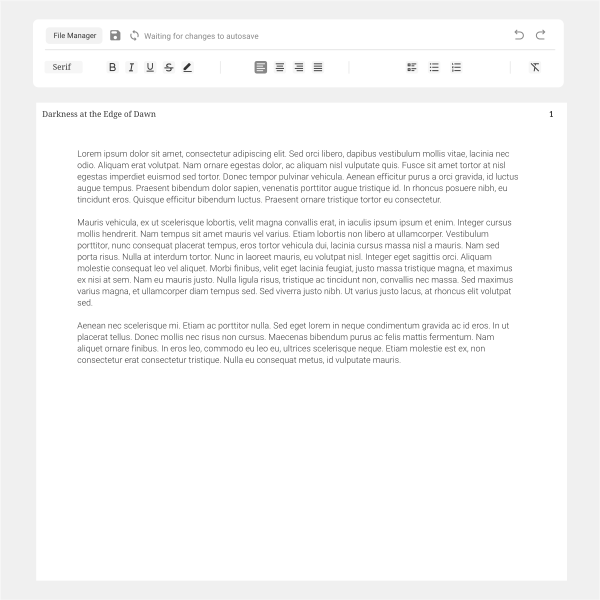 File Manager
Waiting for changes to autosave
Serif
B I U S
Darkness at the Edge of Dawn 1
Lorem ipsum dolor sit amet, consectetur adipiscing elit. Sed orci libero, dapibus vestibulum mollis vitae, lacinia nec
odio. Aliquam erat volutpat. Nam ornare egestas dolor, ac aliquam nisl vulputate quis. Fusce sit amet tortor at nisl
egestas imperdiet euismod sed tortor. Donec tempor pulvinar vehicula. Aenean efficitur purus a orci gravida, id luctus
augue tempus. Praesent bibendum dolor sapien, venenatis porttitor augue tristique id. In rhoncus posuere nibh, eu
tincidunt eros. Quisque efficitur bibendum luctus. Praesent ornare tristique tortor eu consectetur.
Mauris vehicula, ex ut scelerisque lobortis, velit magna convallis erat, in iaculis ipsum ipsum et enim. Integer cursus
mollis hendrerit. Nam tempus sit amet mauris vel varius. Etiam lobortis non libero at ullamcorper. Vestibulum
porttitor, nunc consequat placerat tempus, eros tortor vehicula dui, lacinia cursus massa nisl a mauris. Nam sed
porta risus. Nulla at interdum tortor. Nunc in laoreet mauris, eu volutpat nisl. Integer eget sagittis orci. Aliquam
molestie consequat leo vel aliquet. Morbi finibus, velit eget lacinia feugiat, justo massa tristique magna, et maximus
ex nisi at sem. Nam eu mauris justo. Nulla ligula risus, tristique ac tincidunt non, convallis nec massa. Sed maximus
varius magna, et ullamcorper diam tempus sed. Sed viverra justo nibh. Ut varius justo lacus, at rhoncus elit volutpat
sed.
Aenean nec scelerisque mi. Etiam ac porttitor nulla. Sed eget lorem in neque condimentum gravida ac id eros. In ut
placerat tellus. Donec mollis nec risus non cursus. Maecenas bibendum purus ac felis mattis fermentum. Nam
aliquet ornare finibus. In eros leo, commodo eu leo eu, ultrices scelerisque neque. Etiam molestie est ex, non
consectetur erat consectetur tristique. Nulla eu consequat metus, id vulputate mauris.